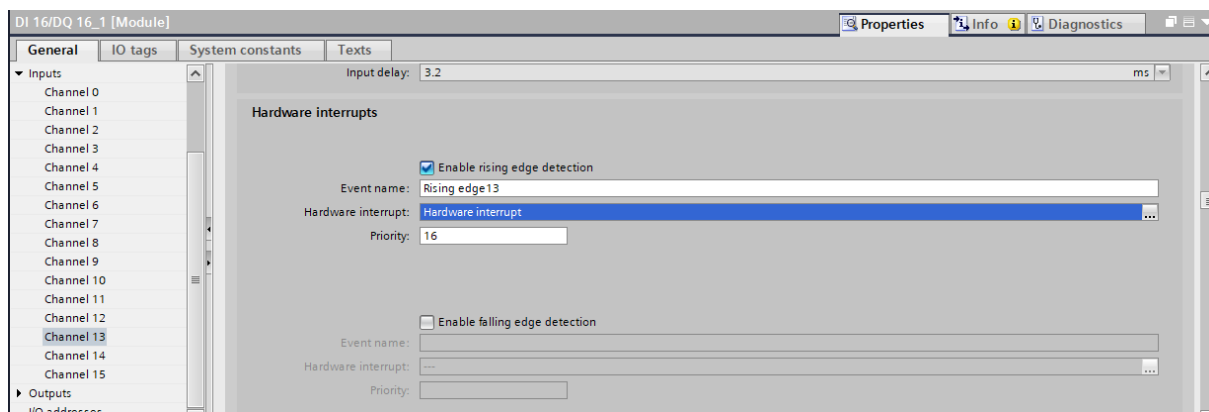 DI 16/DQ 16_1 [Module]
Properties Info Diagnostics
General IO tags System constants Texts
Inputs
Channel 0
Channel 1
Channel 2
Channel 3
Channel 4
Channel 5
Channel 6
Channel 7
Channel 8
Channel 9
Channel 10
Channel 11
Channel 12
Channel 13
Channel 14
Channel 15
Outputs
I/O addresses
Input delay: 3.2 ms
Hardware interrupts
Enable rising edge detection
Event name: Rising edge13
Hardware interrupt: Hardware interrupt ...
Priority: 16
Enable falling edge detection
Event name:
Hardware interrupt: --- ...
Priority: